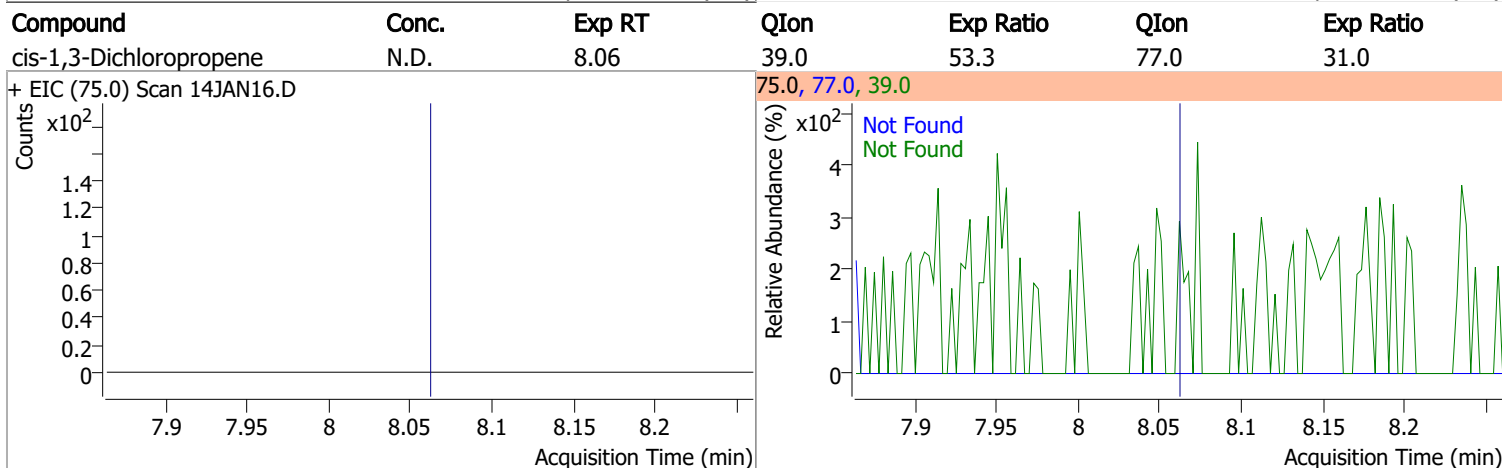 Compound Conc. Exp RT QIon Exp Ratio QIon Exp Ratio
cis-1,3-Dichloropropene N.D. 8.06 39.0 53.3 77.0 31.0
+ EIC (75.0) Scan 14JAN16.D
Counts
x10²
1.4
1.2
1
0.8
0.6
0.4
0.2
0
7.9 7.95 8 8.05 8.1 8.15 8.2
Acquisition Time (min)
75.0, 77.0, 39.0
Relative Abundance (%)
x10²
Not Found
Not Found
4
3
2
1
0
7.9 7.95 8 8.05 8.1 8.15 8.2
Acquisition Time (min)